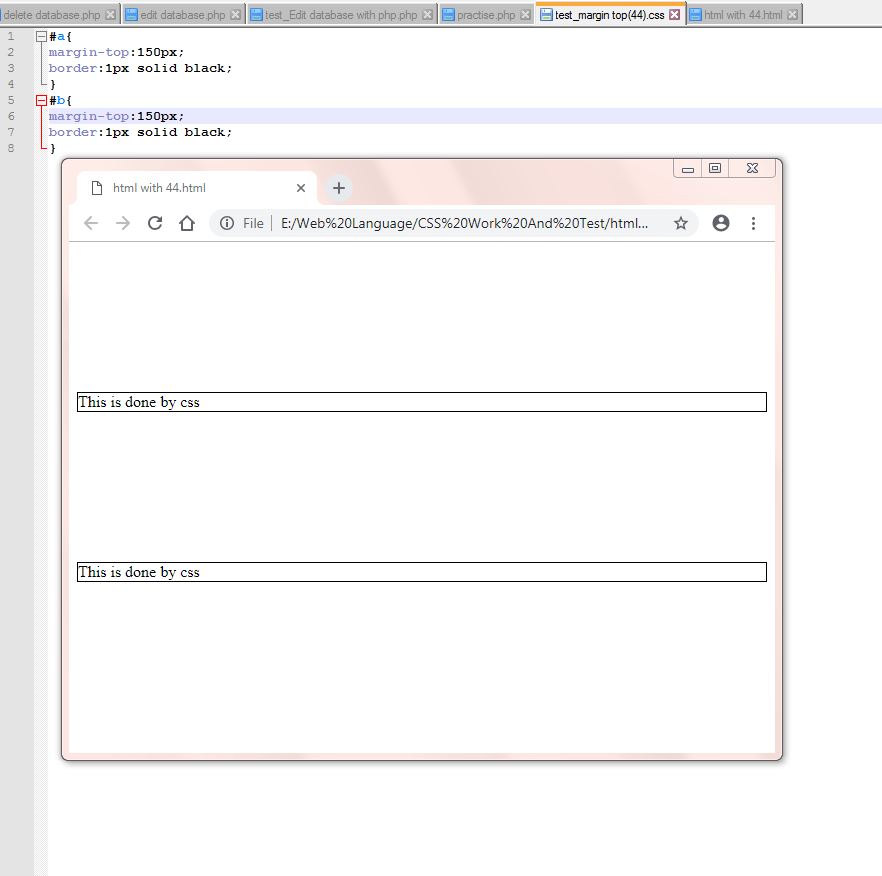 delete database.php edit database.php test_Edit database with php.php practise.php test_margin top(44).css html with 44.html
1 #a{
2 margin-top:150px;
3 border:1px solid black;
4 }
5 #b{
6 margin-top:150px;
7 border:1px solid black;
8 }
html with 44.html
File E:/Web%20Language/CSS%20Work%20And%20Test/html...
This is done by css
This is done by css